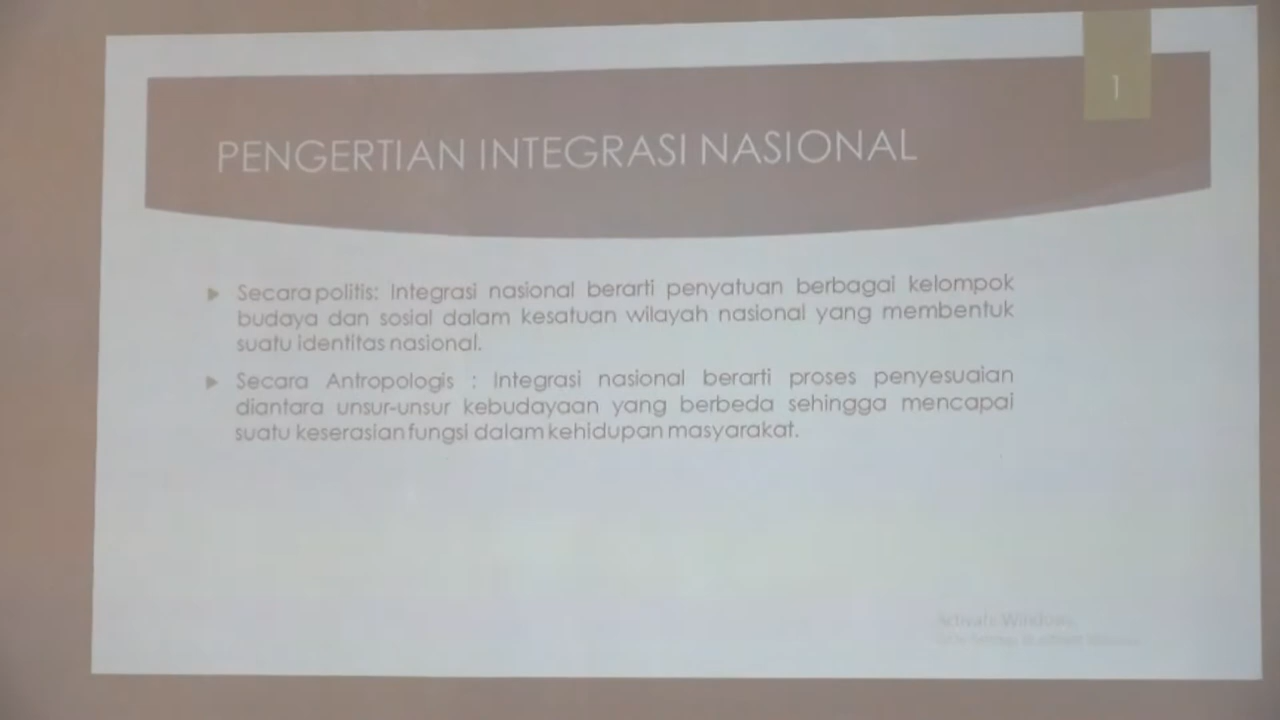 1
PENGERTIAN INTEGRASI NASIONAL
Secara politis: Integrasi nasional berarti penyatuan berbagai kelompok
budaya dan sosial dalam kesatuan wilayah nasional yang membentuk
suatu identitas nasional.
Secara Antropologis : Integrasi nasional berarti proses penyesuaian
diantara unsur-unsur kebudayaan yang berbeda sehingga mencapai
suatu keserasian fungsi dalam kehidupan masyarakat.
Activate Windows